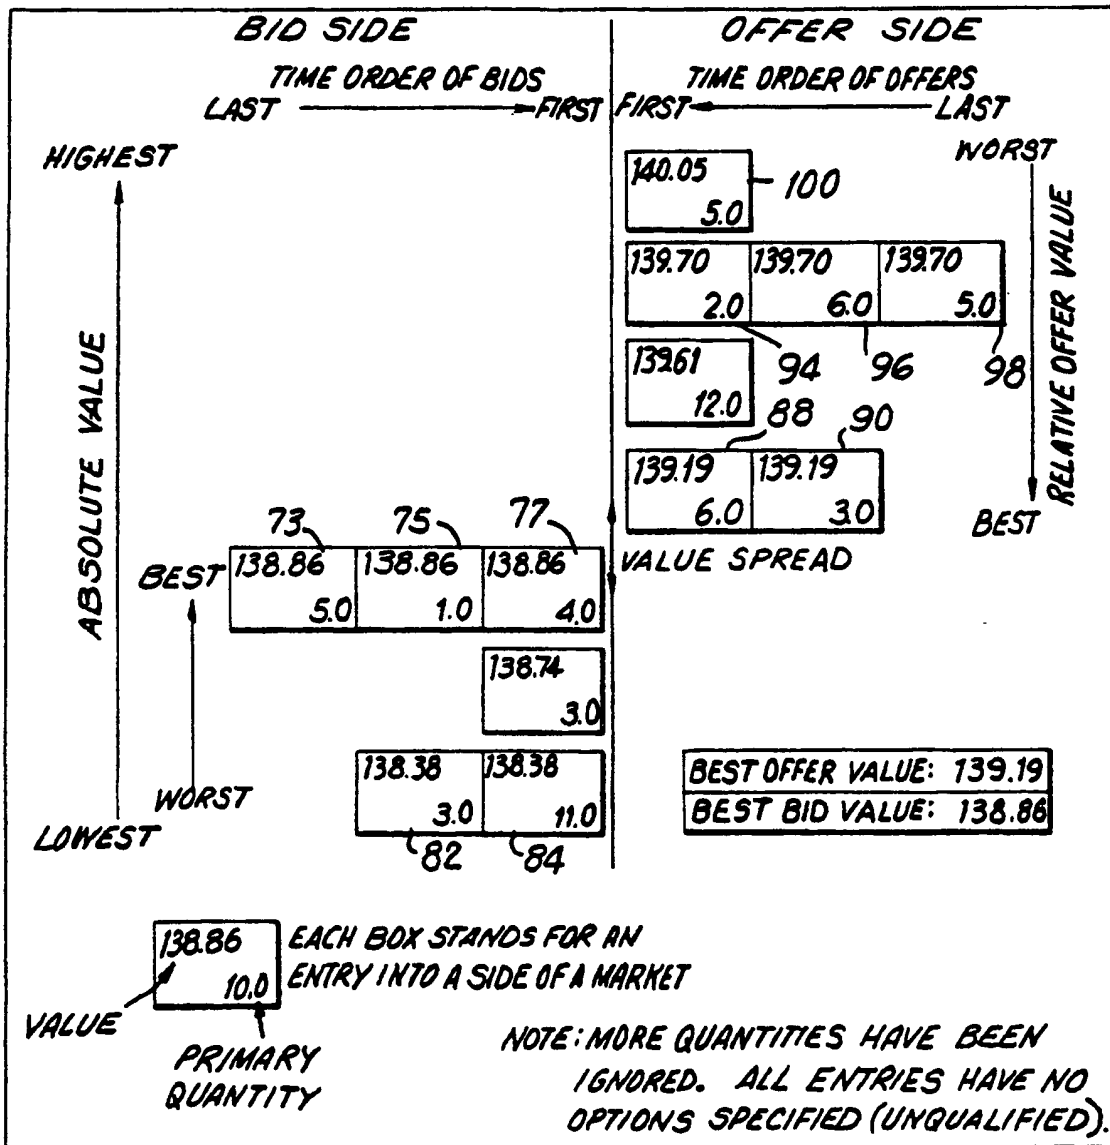 BID SIDE
OFFER SIDE
TIME ORDER OF BIDS
LAST FIRST
TIME ORDER OF OFFERS
FIRST LAST
HIGHEST
ABSOLUTE VALUE
LOWEST
WORST
RELATIVE OFFER VALUE
BEST
140.05
5.0
100
139.70 139.70 139.70
2.0 6.0 5.0
94 96 98
139.61
12.0
88 90
139.19 139.19
6.0 3.0
VALUE SPREAD
73 75 77
BEST
138.86 138.86 138.86
5.0 1.0 4.0
138.74
3.0
WORST
138.38 138.38
3.0 11.0
82 84
BEST OFFER VALUE: 139.19
BEST BID VALUE: 138.86
138.86
10.0
VALUE
PRIMARY
QUANTITY
EACH BOX STANDS FOR AN
ENTRY INTO A SIDE OF A MARKET
NOTE: MORE QUANTITIES HAVE BEEN
IGNORED. ALL ENTRIES HAVE NO
OPTIONS SPECIFIED (UNQUALIFIED).